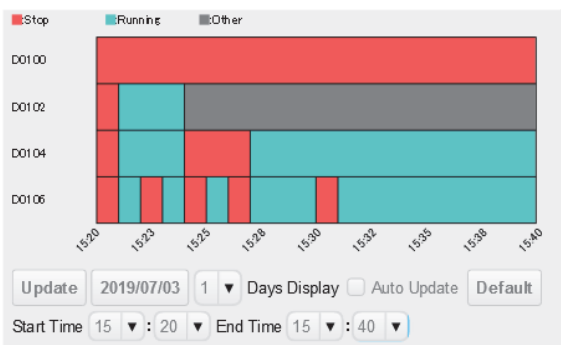 Stop Running Other
D0100
D0102
D0104
D0106
15:20 15:23 15:25 15:28 15:30 15:32 15:35 15:38 15:40
Update 2019/07/03 1 ▼ Days Display Auto Update Default
Start Time 15 ▼ : 20 ▼ End Time 15 ▼ : 40 ▼